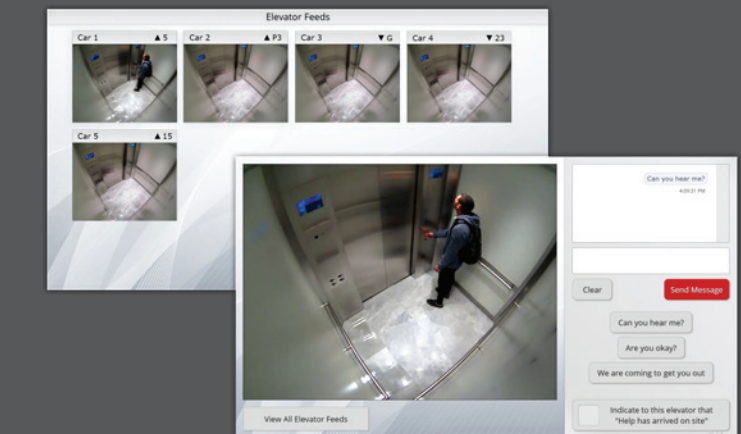 Elevator Feeds
Car 1 ▲ 5
Car 2 ▲ P3
Car 3 ▼ G
Car 4 ▼ 23
Car 5 ▲ 15
Can you hear me?
4:09:31 PM
Clear
Send Message
Can you hear me?
Are you okay?
We are coming to get you out
Indicate to this elevator that
"Help has arrived on site"
View All Elevator Feeds